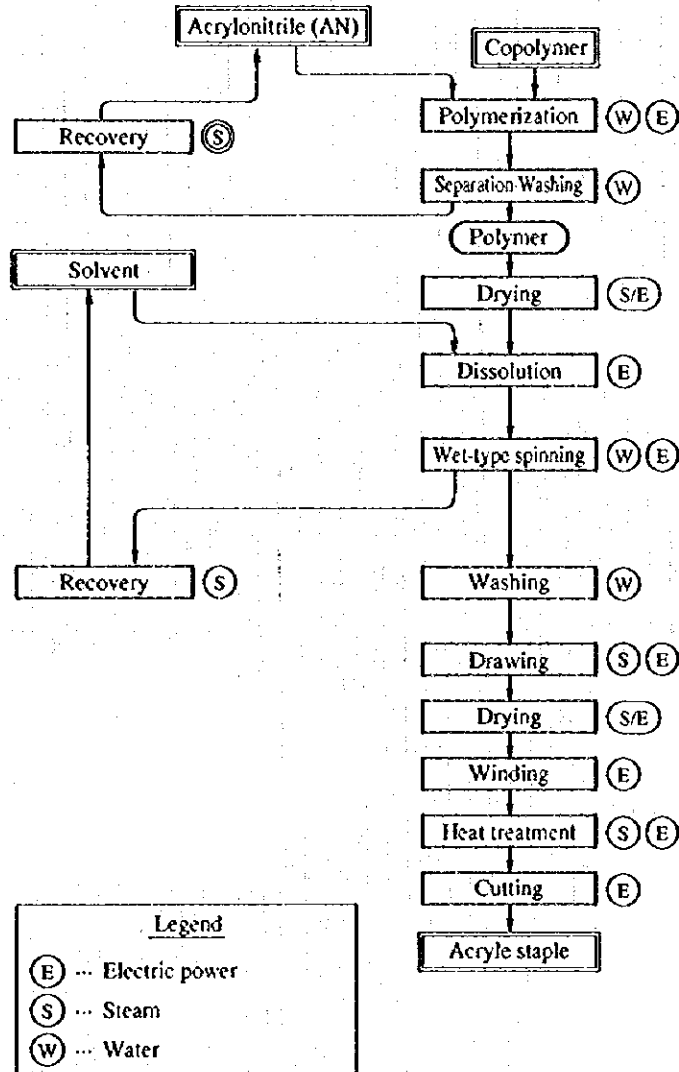 Acrylonitrile (AN)
Copolymer
Polymerization W E
Recovery S
Separation-Washing W
Polymer
Solvent
Drying S/E
Dissolution E
Wet-type spinning W E
Recovery S
Washing W
Drawing S E
Drying S/E
Winding E
Heat treatment S E
Cutting E
Acryle staple
Legend
E ... Electric power
S ... Steam
W ... Water